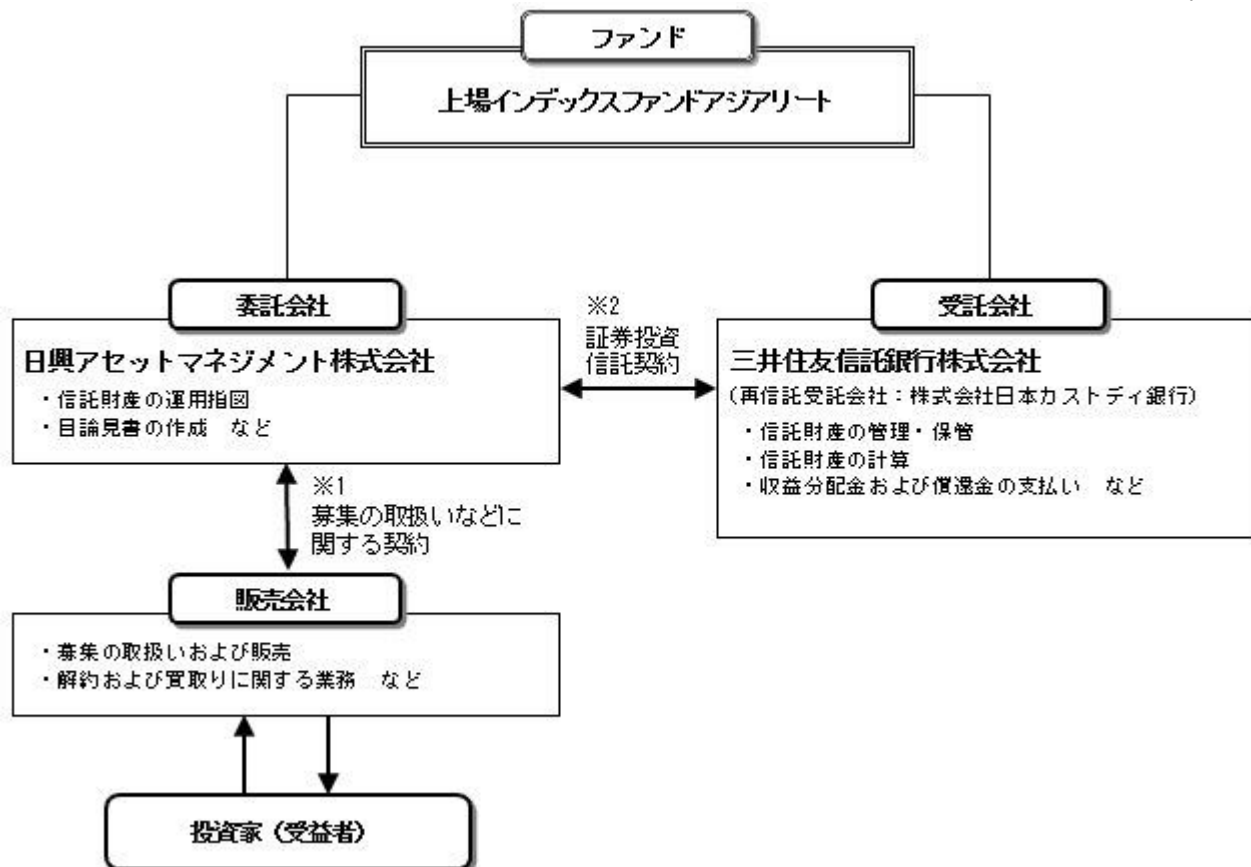 ファンド
上場インデックスファンドアジアリート
委託会社
日興アセットマネジメント株式会社
・信託財産の運用指図
・目論見書の作成 など
※2
証券投資
信託契約
受託会社
三井住友信託銀行株式会社
(再信託受託会社：株式会社日本カストディ銀行)
・信託財産の管理・保管
・信託財産の計算
・収益分配金および償還金の支払い など
※1
募集の取扱いなどに
関する契約
販売会社
・募集の取扱いおよび販売
・解約および買取りに関する業務 など
投資家（受益者）